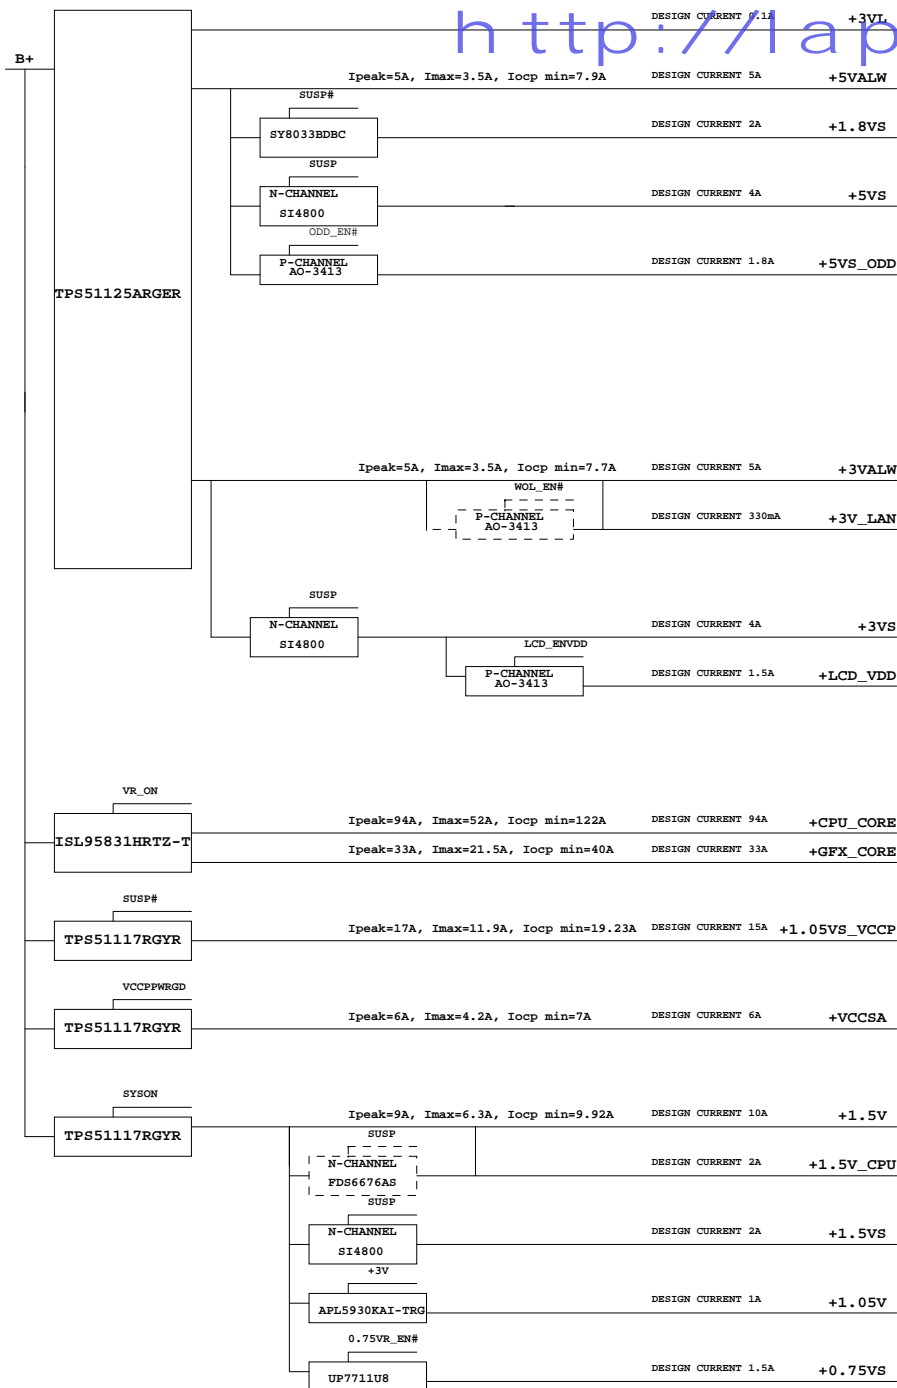 http://lap
DESIGN CURRENT 0.1A +3VL
B+
Ipeak=5A, Imax=3.5A, Iocp min=7.9A DESIGN CURRENT 5A +5VALW
SUSP#
SY8033BDBC DESIGN CURRENT 2A +1.8VS
SUSP
N-CHANNEL DESIGN CURRENT 4A +5VS
SI4800
ODD_EN#
P-CHANNEL DESIGN CURRENT 1.8A +5VS_ODD
AO-3413
TPS51125ARGER
Ipeak=5A, Imax=3.5A, Iocp min=7.7A DESIGN CURRENT 5A +3VALW
WOL_EN#
P-CHANNEL DESIGN CURRENT 330mA +3V_LAN
AO-3413
SUSP
N-CHANNEL DESIGN CURRENT 4A +3VS
SI4800
LCD_ENVDD
P-CHANNEL DESIGN CURRENT 1.5A +LCD_VDD
AO-3413
VR_ON
Ipeak=94A, Imax=52A, Iocp min=122A DESIGN CURRENT 94A +CPU_CORE
ISL95831HRTZ-T
Ipeak=33A, Imax=21.5A, Iocp min=40A DESIGN CURRENT 33A +GFX_CORE
SUSP#
TPS51117RGYR Ipeak=17A, Imax=11.9A, Iocp min=19.23A DESIGN CURRENT 15A +1.05VS_VCCP
VCCPPWRGD
TPS51117RGYR Ipeak=6A, Imax=4.2A, Iocp min=7A DESIGN CURRENT 6A +VCCSA
SYSON
TPS51117RGYR Ipeak=9A, Imax=6.3A, Iocp min=9.92A DESIGN CURRENT 10A +1.5V
SUSP
N-CHANNEL DESIGN CURRENT 2A +1.5V_CPU
FDS6676AS
SUSP
N-CHANNEL DESIGN CURRENT 2A +1.5VS
SI4800
+3V
APL5930KAI-TRG DESIGN CURRENT 1A +1.05V
0.75VR_EN#
UP7711U8 DESIGN CURRENT 1.5A +0.75VS